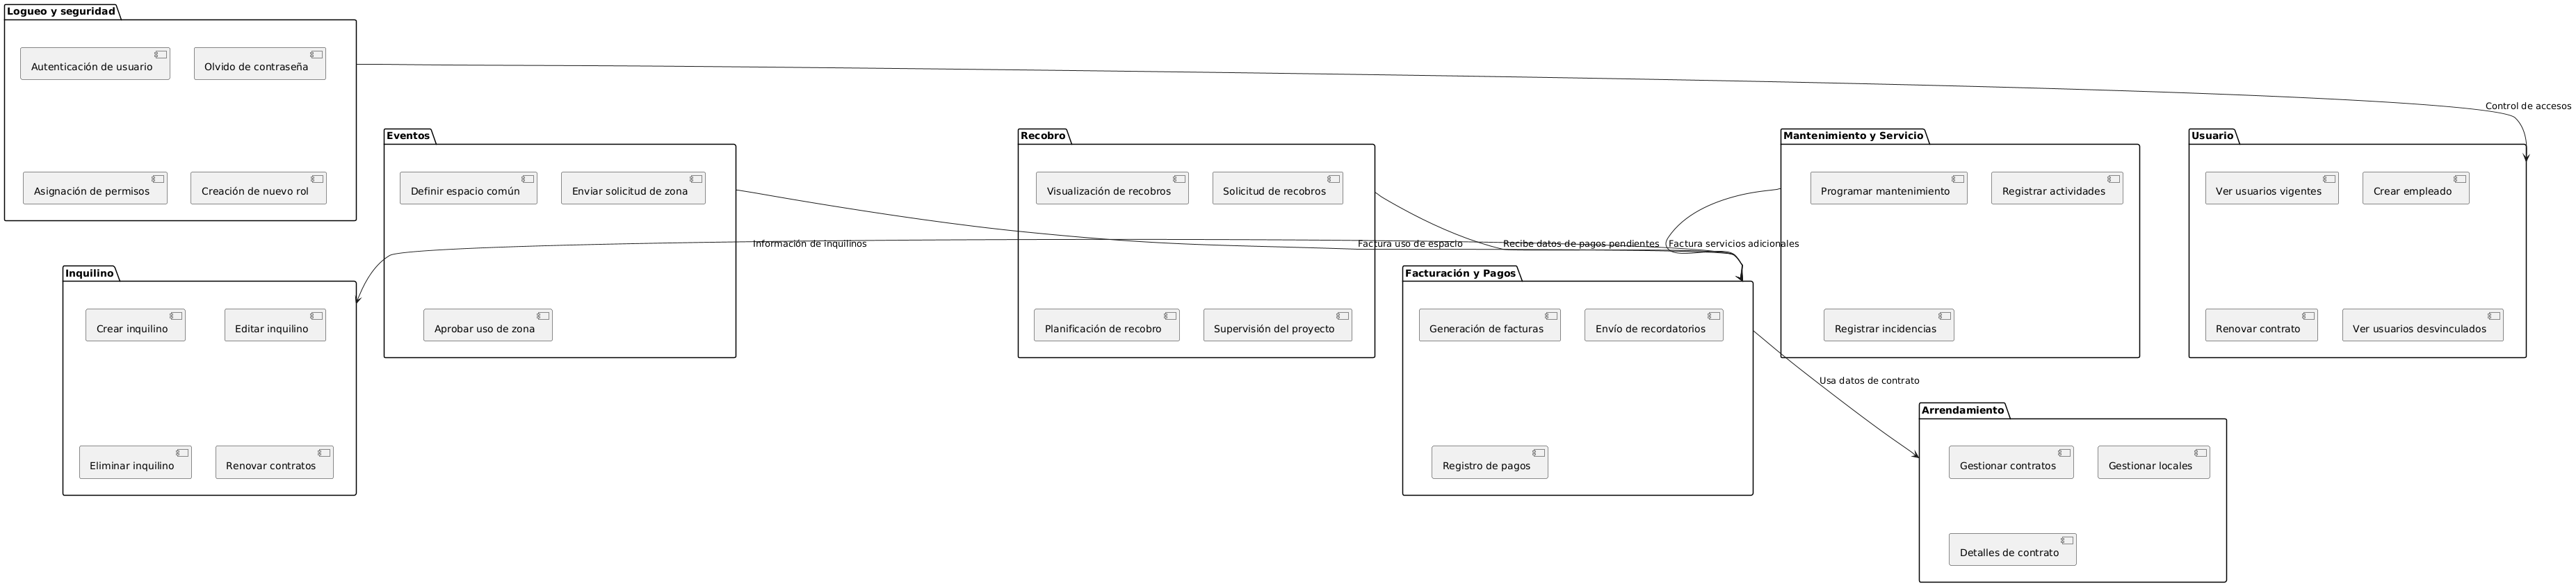 Logueo y seguridad
Autenticación de usuario
Olvido de contraseña
Asignación de permisos
Creación de nuevo rol
Control de accesos
Eventos
Definir espacio común
Enviar solicitud de zona
Aprobar uso de zona
Recobro
Visualización de recobros
Solicitud de recobros
Planificación de recobro
Supervisión del proyecto
Mantenimiento y Servicio
Programar mantenimiento
Registrar actividades
Registrar incidencias
Usuario
Ver usuarios vigentes
Crear empleado
Renovar contrato
Ver usuarios desvinculados
Información de inquilinos
Factura uso de espacio
Recibe datos de pagos pendientes
Factura servicios adicionales
Inquilino
Crear inquilino
Editar inquilino
Eliminar inquilino
Renovar contratos
Facturación y Pagos
Generación de facturas
Envío de recordatorios
Registro de pagos
Usa datos de contrato
Arrendamiento
Gestionar contratos
Gestionar locales
Detalles de contrato